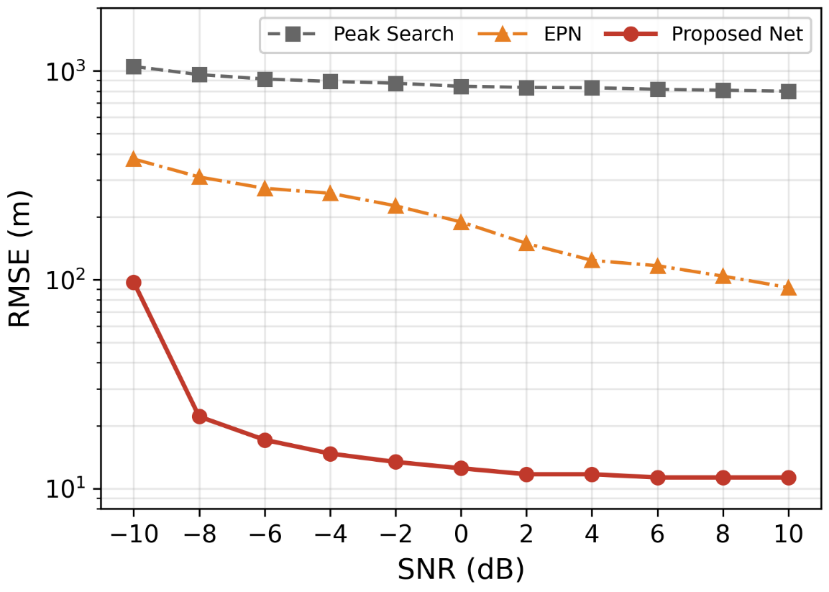 Peak Search EPN Proposed Net
10³
10²
10¹
RMSE (m)
−10 −8 −6 −4 −2 0 2 4 6 8 10
SNR (dB)